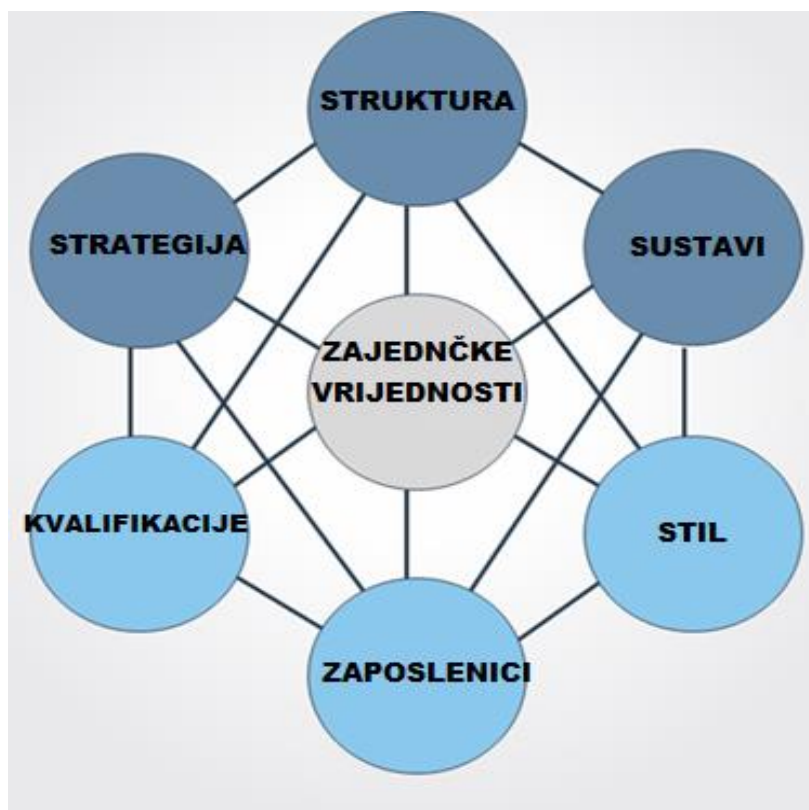 STRUKTURA
STRATEGIJA
SUSTAVI
ZAJEDNČKE
VRIJEDNOSTI
KVALIFIKACIJE
STIL
ZAPOSLENICI